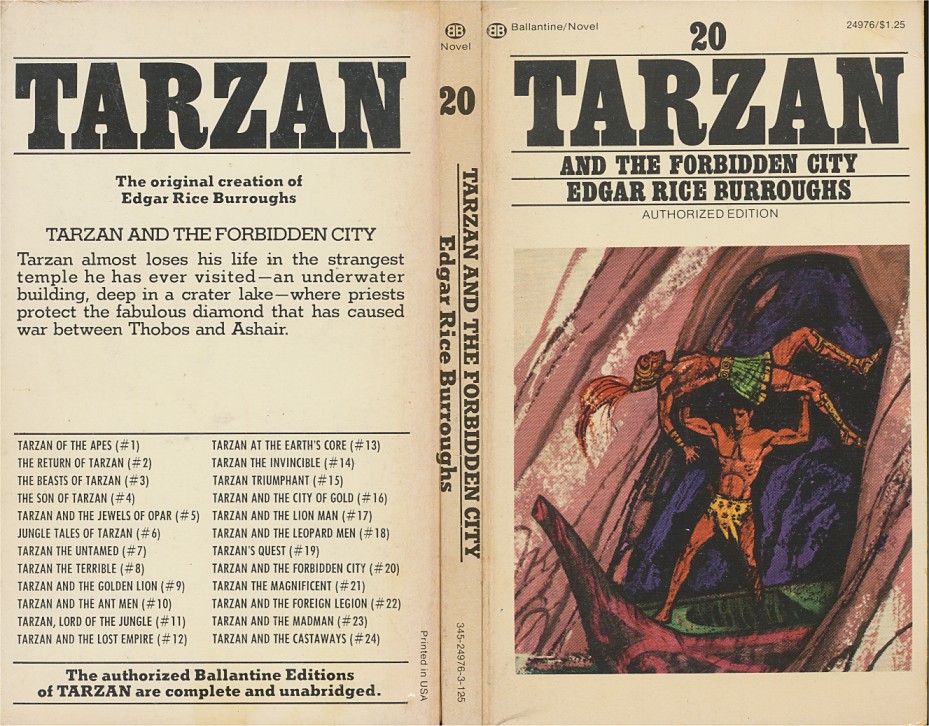 TARZAN
The original creation of
Edgar Rice Burroughs
TARZAN AND THE FORBIDDEN CITY
Tarzan almost loses his life in the strangest
temple he has ever visited—an underwater
building, deep in a crater lake—where priests
protect the fabulous diamond that has caused
war between Thobos and Ashair.
TARZAN OF THE APES (#1)
THE RETURN OF TARZAN (#2)
THE BEASTS OF TARZAN (#3)
THE SON OF TARZAN (#4)
TARZAN AND THE JEWELS OF OPAR (#5)
JUNGLE TALES OF TARZAN (#6)
TARZAN THE UNTAMED (#7)
TARZAN THE TERRIBLE (#8)
TARZAN AND THE GOLDEN LION (#9)
TARZAN AND THE ANT MEN (#10)
TARZAN, LORD OF THE JUNGLE (#11)
TARZAN AND THE LOST EMPIRE (#12)
TARZAN AT THE EARTH'S CORE (#13)
TARZAN THE INVINCIBLE (#14)
TARZAN TRIUMPHANT (#15)
TARZAN AND THE CITY OF GOLD (#16)
TARZAN AND THE LION MAN (#17)
TARZAN AND THE LEOPARD MEN (#18)
TARZAN'S QUEST (#19)
TARZAN AND THE FORBIDDEN CITY (#20)
TARZAN THE MAGNIFICENT (#21)
TARZAN AND THE FOREIGN LEGION (#22)
TARZAN AND THE MADMAN (#23)
TARZAN AND THE CASTAWAYS (#24)
The authorized Ballantine Editions
of TARZAN are complete and unabridged.
Printed in USA
BB
Novel
20
TARZAN AND THE FORBIDDEN CITY
Edgar Rice Burroughs
345-24976-3-125
BB Ballantine/Novel
24976/$1.25
20
TARZAN
AND THE FORBIDDEN CITY
EDGAR RICE BURROUGHS
AUTHORIZED EDITION